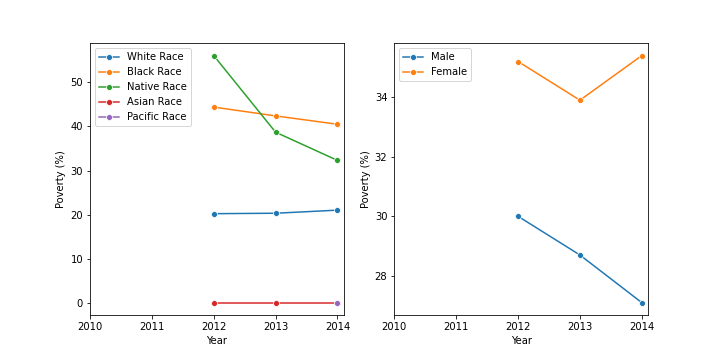 White Race
Black Race
Native Race
Asian Race
Pacific Race
50
40
30
20
10
0
Poverty (%)
2010 2011 2012 2013 2014
Year
Male
Female
34
32
30
28
Poverty (%)
2010 2011 2012 2013 2014
Year